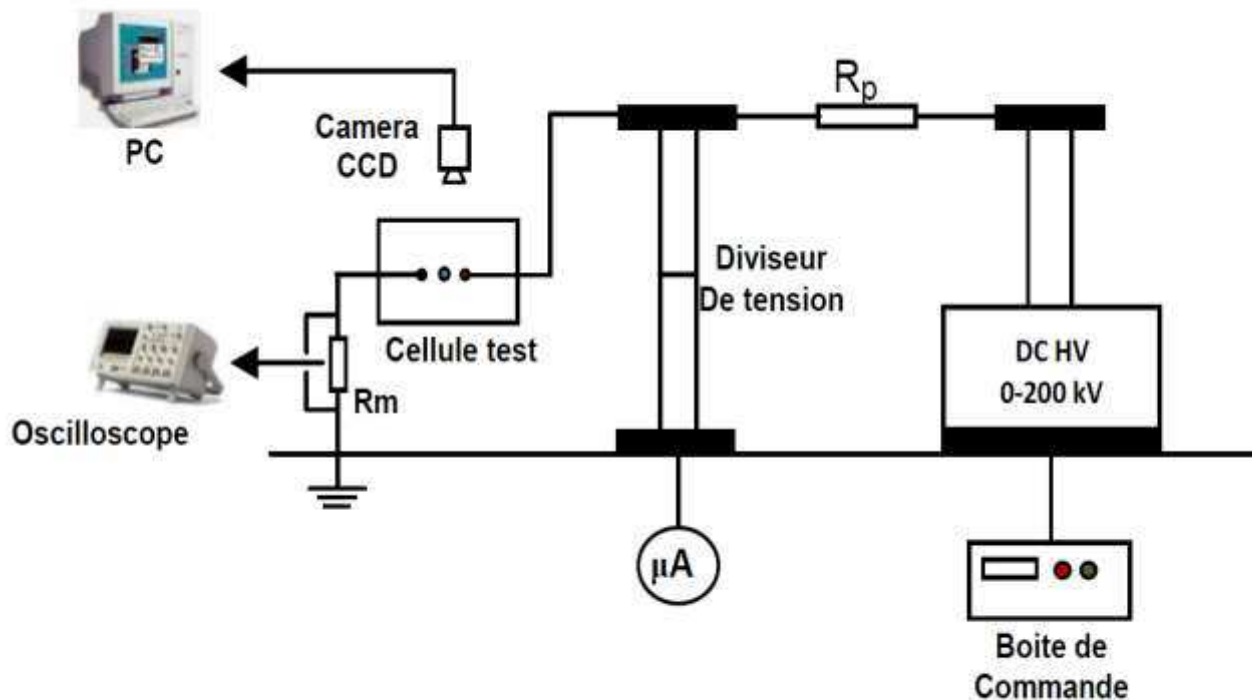 PC
Camera
CCD
R_p
Diviseur
De tension
Cellule test
Rm
Oscilloscope
DC HV
0-200 kV
μA
Boite de
Commande